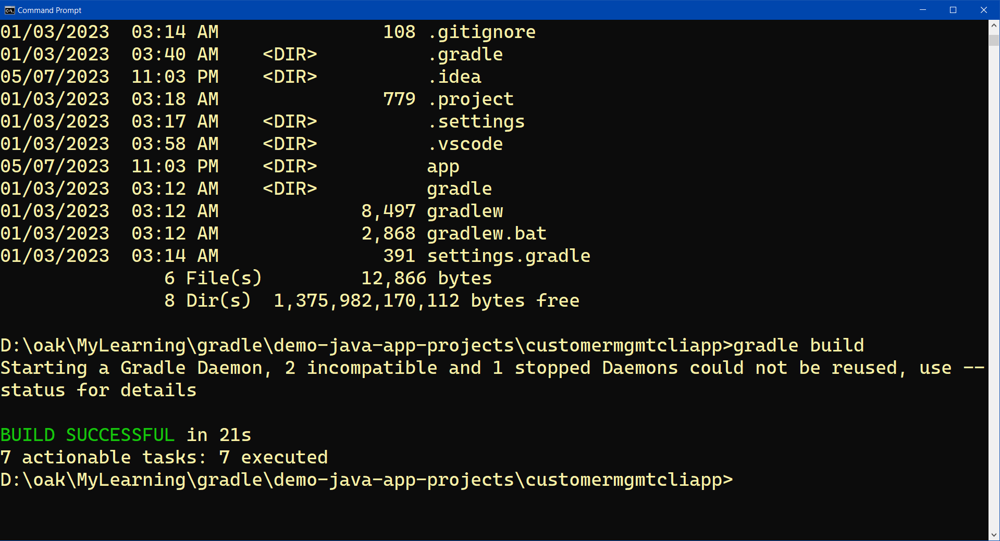 Command Prompt
01/03/2023  03:14 AM               108 .gitignore
01/03/2023  03:40 AM    <DIR>          .gradle
05/07/2023  11:03 PM    <DIR>          .idea
01/03/2023  03:18 AM               779 .project
01/03/2023  03:17 AM    <DIR>          .settings
01/03/2023  03:58 AM    <DIR>          .vscode
05/07/2023  11:03 PM    <DIR>          app
01/03/2023  03:12 AM    <DIR>          gradle
01/03/2023  03:12 AM             8,497 gradlew
01/03/2023  03:12 AM             2,868 gradlew.bat
01/03/2023  03:14 AM               391 settings.gradle
               6 File(s)         12,866 bytes
               8 Dir(s)  1,375,982,170,112 bytes free
D:\oak\MyLearning\gradle\demo-java-app-projects\customermgmtcliapp>gradle build
Starting a Gradle Daemon, 2 incompatible and 1 stopped Daemons could not be reused, use --
status for details
BUILD SUCCESSFUL in 21s
7 actionable tasks: 7 executed
D:\oak\MyLearning\gradle\demo-java-app-projects\customermgmtcliapp>